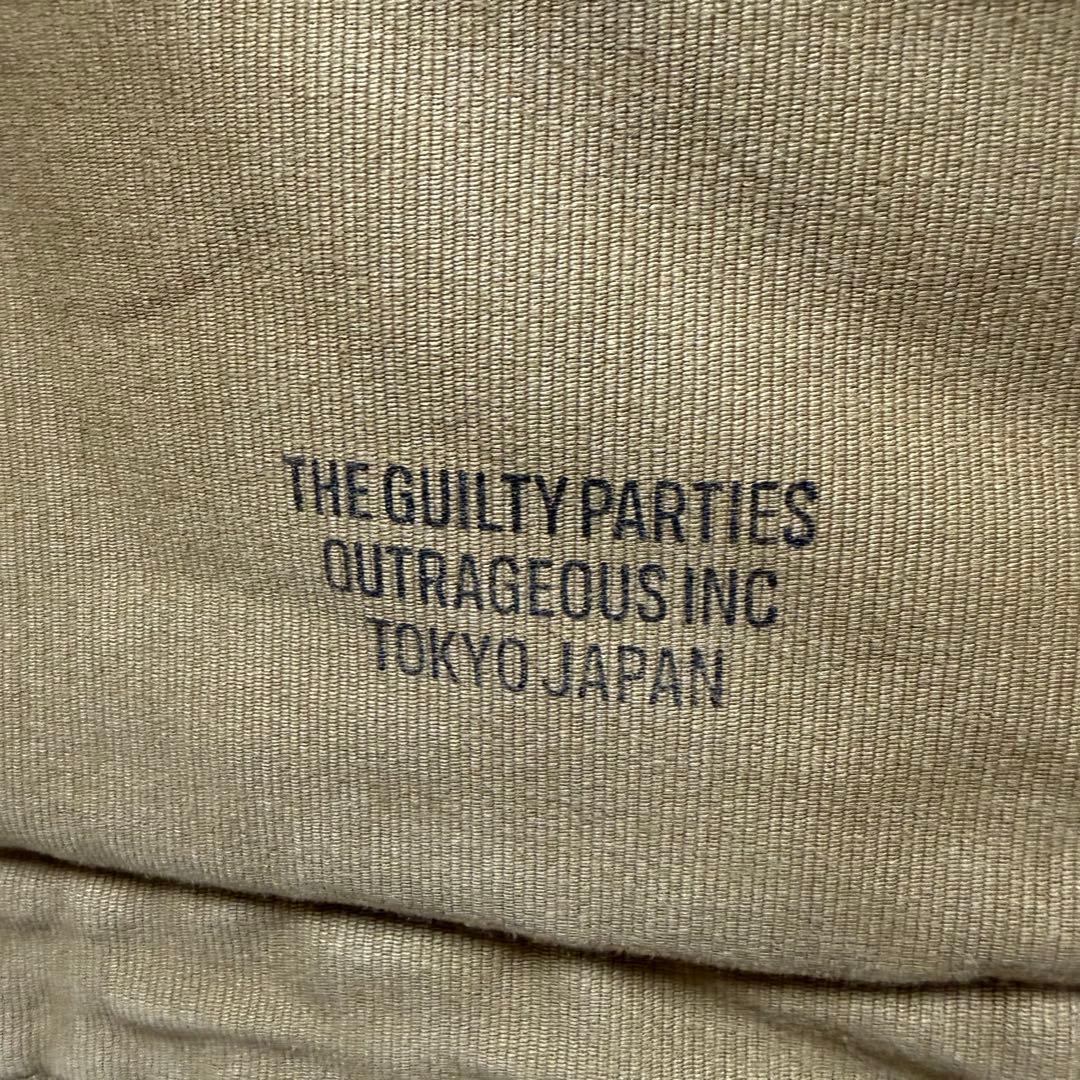 THE GUILTY PARTIES
OUTRAGEOUS INC
TOKYO JAPAN